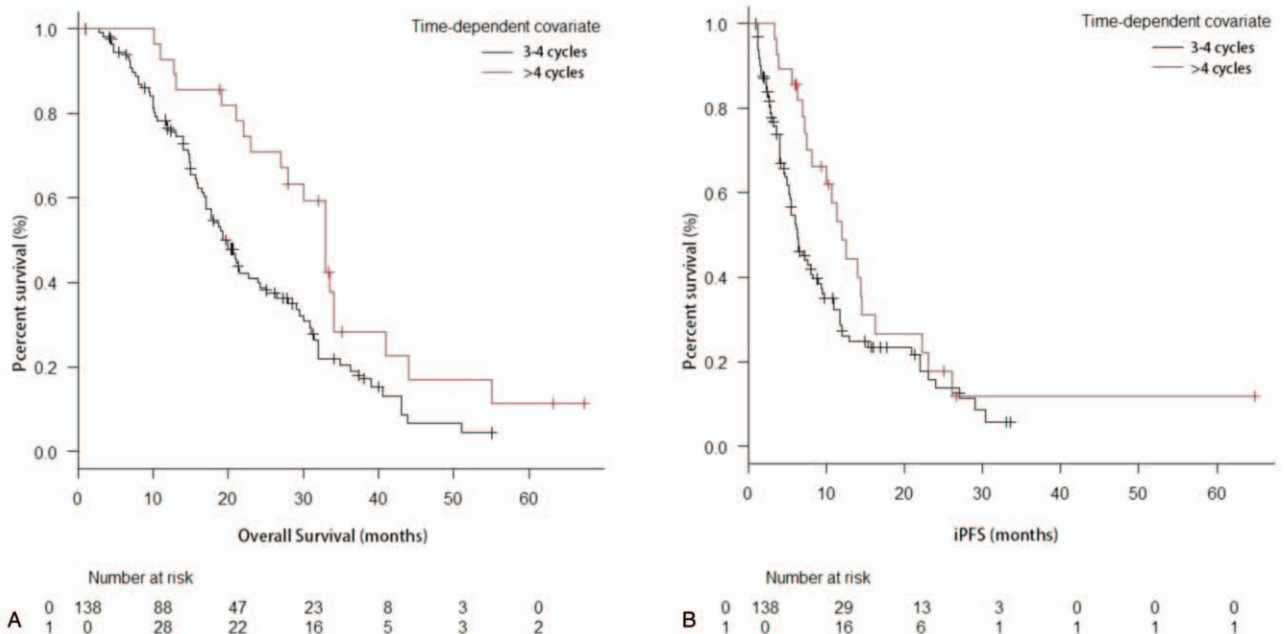 Time-dependent covariate
3-4 cycles
>4 cycles
1.0
0.8
0.6
0.4
0.2
0.0
Pcercent survival (%)
0 10 20 30 40 50 60
Overall Survival (months)
Number at risk
0 138 88 47 23 8 3 0
1 0 28 22 16 5 3 2
A
Time-dependent covariate
3-4 cycles
>4 cycles
1.0
0.8
0.6
0.4
0.2
0.0
Pcercent survival (%)
0 10 20 30 40 50 60
iPFS (months)
Number at risk
0 138 29 13 3 0 0 0
1 0 16 6 1 1 1 1
B